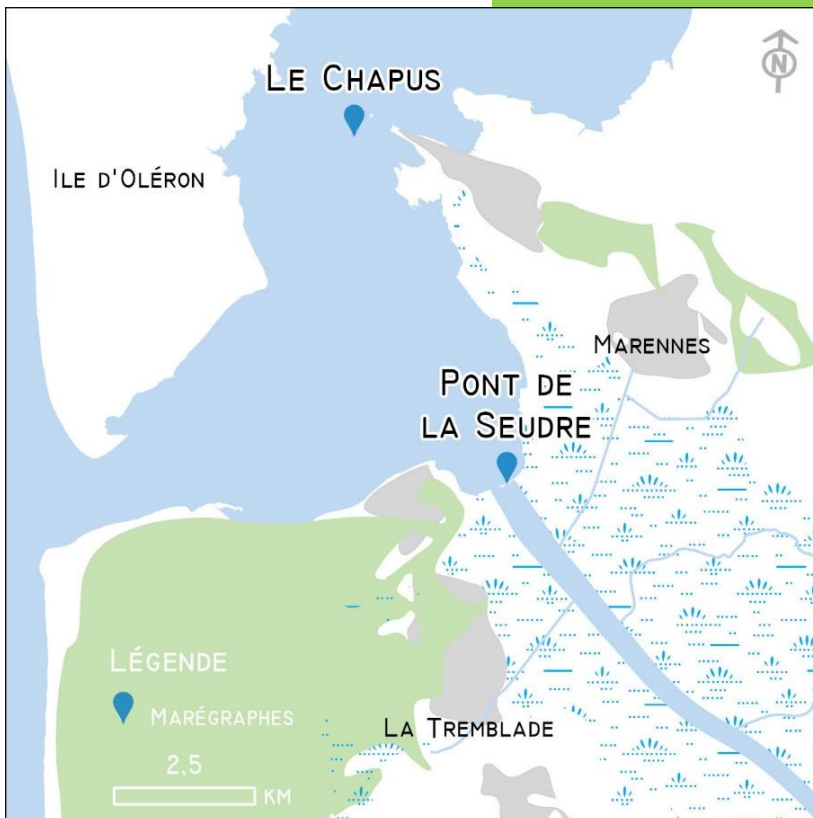 N
Le Chapus
Ile d'Oléron
Marennes
Pont de
la Seudre
Légende
Marégraphes
La Tremblade
2,5
km